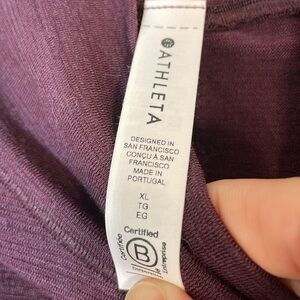 ATHLETA
DESIGNED IN
SAN FRANCISCO
CONÇU À SAN
FRANCISCO
MADE IN
PORTUGAL
XL
TG
EG
Certified
B